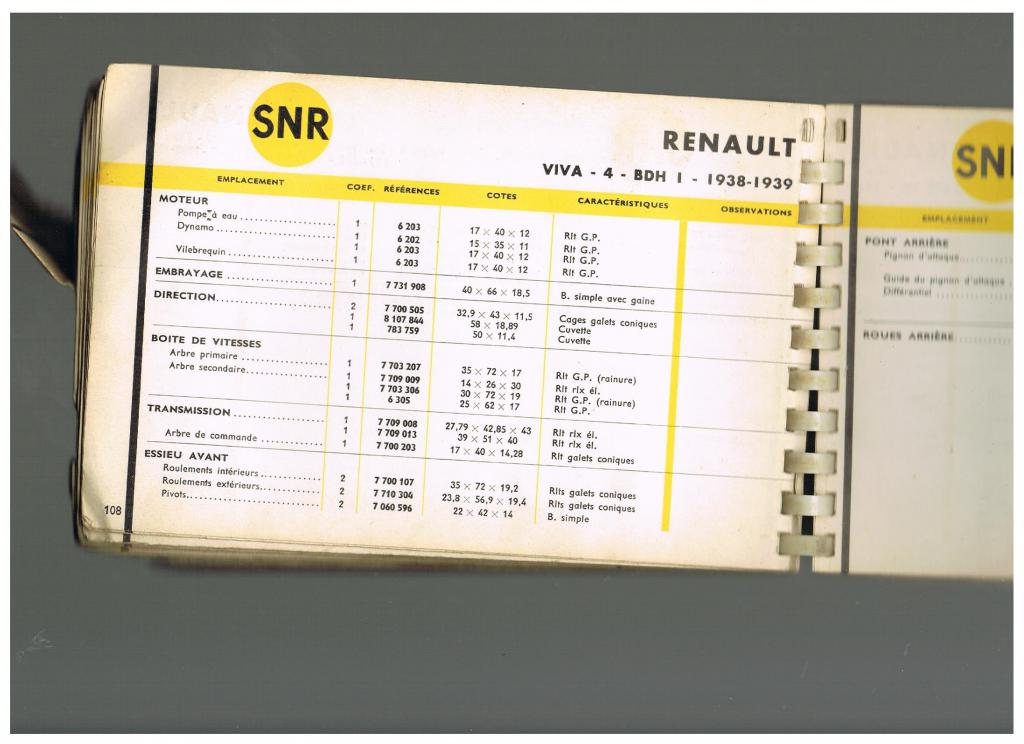 SNR
RENAULT
VIVA - 4 - BDH 1 - 1938-1939
EMPLACEMENT COEF. RÉFÉRENCES COTES CARACTÉRISTIQUES OBSERVATIONS
MOTEUR
Pompe à eau 1 6 203 17 × 40 × 12 Rlt G.P.
Dynamo 1 6 202 15 × 35 × 11 Rlt G.P.
1 6 203 17 × 40 × 12 Rlt G.P.
Vilebrequin 1 6 203 17 × 40 × 12 Rlt G.P.
EMBRAYAGE 1 7 731 908 40 × 66 × 18,5 B. simple avec gaine
DIRECTION 2 7 700 505 32,9 × 43 × 11,5 Cages galets coniques
1 8 107 844 58 × 18,89 Cuvette
1 783 759 50 × 11,4 Cuvette
BOITE DE VITESSES
Arbre primaire 1 7 703 207 35 × 72 × 17 Rlt G.P. (rainure)
Arbre secondaire 1 7 709 009 14 × 26 × 30 Rlt rlx él.
1 7 703 306 30 × 72 × 19 Rlt G.P. (rainure)
1 6 305 25 × 62 × 17 Rlt G.P.
TRANSMISSION 1 7 709 008 27,79 × 42,85 × 43 Rlt rlx él.
1 7 709 013 39 × 51 × 40 Rlt rlx él.
Arbre de commande 1 7 700 203 17 × 40 × 14,28 Rlt galets coniques
ESSIEU AVANT
Roulements intérieurs 2 7 700 107 35 × 72 × 19,2 Rlts galets coniques
Roulements extérieurs 2 7 710 304 23,8 × 56,9 × 19,4 Rlts galets coniques
Pivots 2 7 060 596 22 × 42 × 14 B. simple
108
EMPLACEMENT
PONT ARRIÈRE
Pignon d'attaque
Guide du pignon d'attaque
Différentiel
ROUES ARRIÈRE